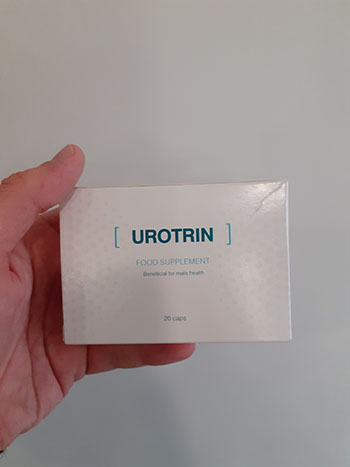 [ UROTRIN ]
FOOD SUPPLEMENT
Beneficial for male health
20 caps